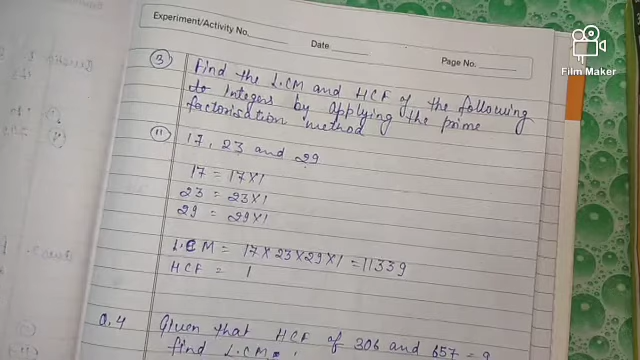 Experiment/Activity No.
Date
Page No.
Film Maker
③ Find the L.CM and HCF of the following
to Integers by applying the prime
factorisation method
(ii) 17, 23 and 29
17 = 17×1
23 = 23×1
29 = 29×1
L.CM = 17×23×29×1 = 11339
HCF = 1
Q.4 Given that HCF of 306 and 657 = 9
find L.CM